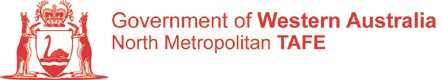 Government of Western Australia
North Metropolitan TAFE